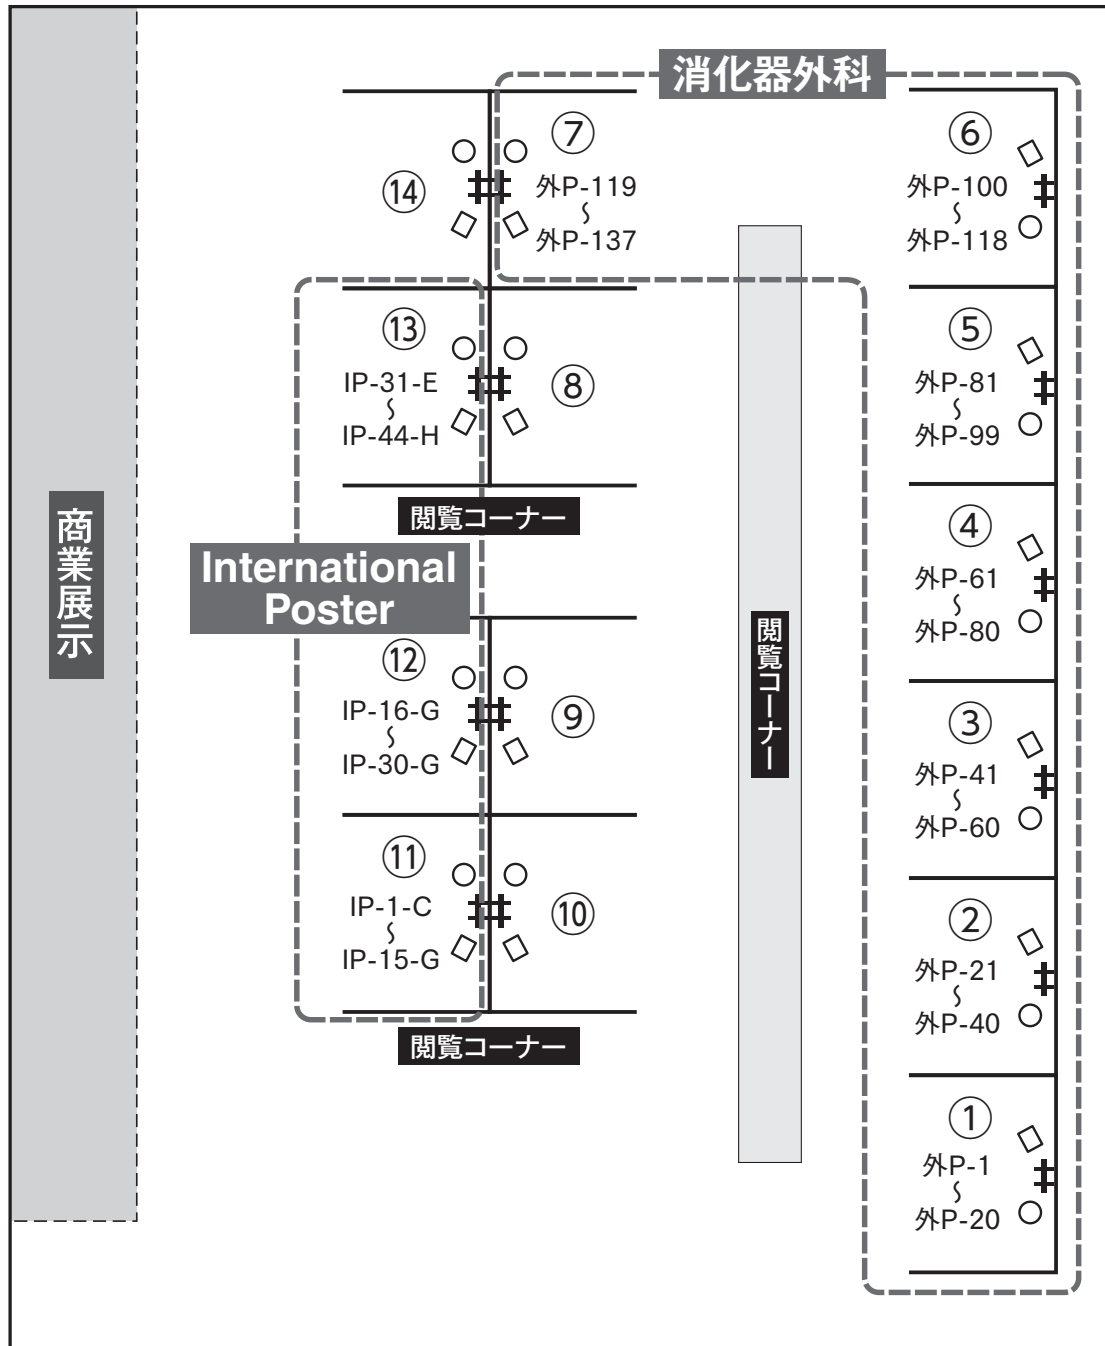 消化器外科
⑦
外P-119
〜
外P-137
⑥
外P-100
〜
外P-118
⑭
⑬
IP-31-E
〜
IP-44-H
⑧
⑤
外P-81
〜
外P-99
閲覧コーナー
商業展示
International
Poster
④
外P-61
〜
外P-80
閲覧コーナー
⑫
IP-16-G
〜
IP-30-G
⑨
③
外P-41
〜
外P-60
⑪
IP-1-C
〜
IP-15-G
⑩
②
外P-21
〜
外P-40
閲覧コーナー
①
外P-1
〜
外P-20